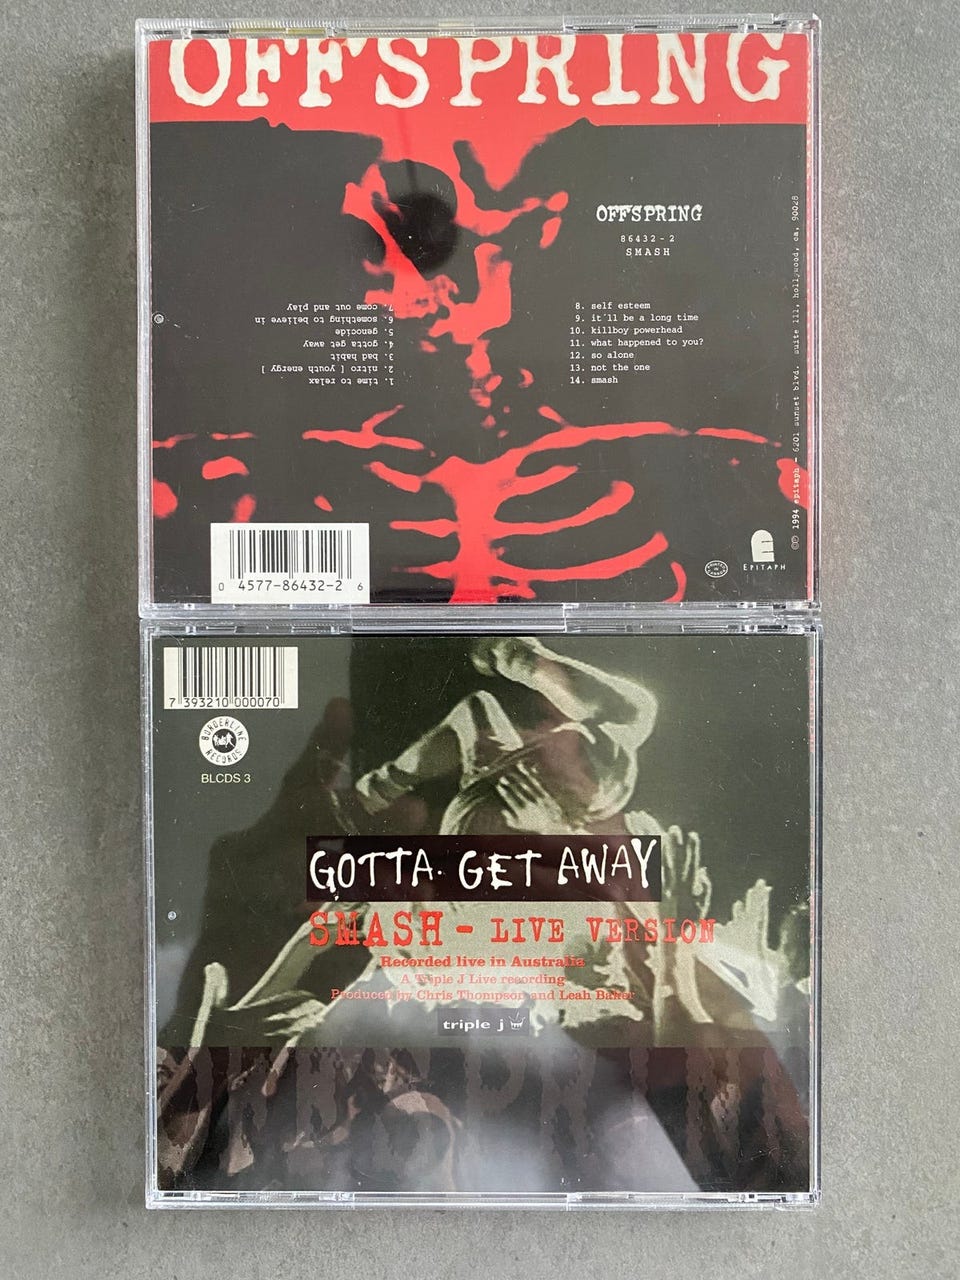 OFFSPRING
OFFSPRING
86432-2
SMASH
1. time to relax
2. nitro [ youth energy ]
3. bad habit
4. gotta get away
5. genocide
6. something to believe in
7. come out and play
8. self esteem
9. it'll be a long time
10. killboy powerhead
11. what happened to you?
12. so alone
13. not the one
14. smash
℗© 1994 epitaph - 6201 sunset blvd. suite 111, hollywood, ca, 90028
0 4577-86432-2 6
EPITAPH
7 393210 000070
BORDERLINE RECORDS
BLCDS 3
GOTTA. GET AWAY
SMASH - LIVE VERSION
Recorded live in Australia
A Triple J Live recording
Produced by Chris Thompson and Leah Baker
triple j
OFFSPRING